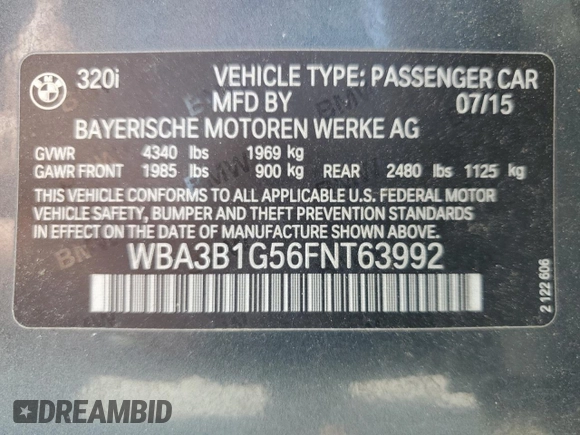 320i VEHICLE TYPE: PASSENGER CAR
MFD BY 07/15
BAYERISCHE MOTOREN WERKE AG
GVWR 4340 lbs 1969 kg
GAWR FRONT 1985 lbs 900 kg REAR 2480 lbs 1125 kg
THIS VEHICLE CONFORMS TO ALL APPLICABLE U.S. FEDERAL MOTOR
VEHICLE SAFETY, BUMPER AND THEFT PREVENTION STANDARDS
IN EFFECT ON THE DATE OF MANUFACTURE SHOWN ABOVE.
WBA3B1G56FNT63992
2 122 606
DREAMBID